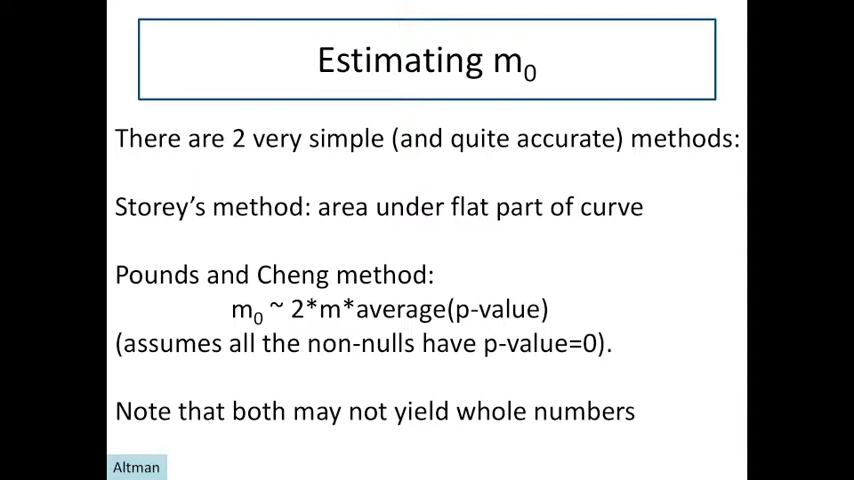 Estimating m₀
There are 2 very simple (and quite accurate) methods:
Storey’s method: area under flat part of curve
Pounds and Cheng method:
m₀ ~ 2*m*average(p-value)
(assumes all the non-nulls have p-value=0).
Note that both may not yield whole numbers
Altman